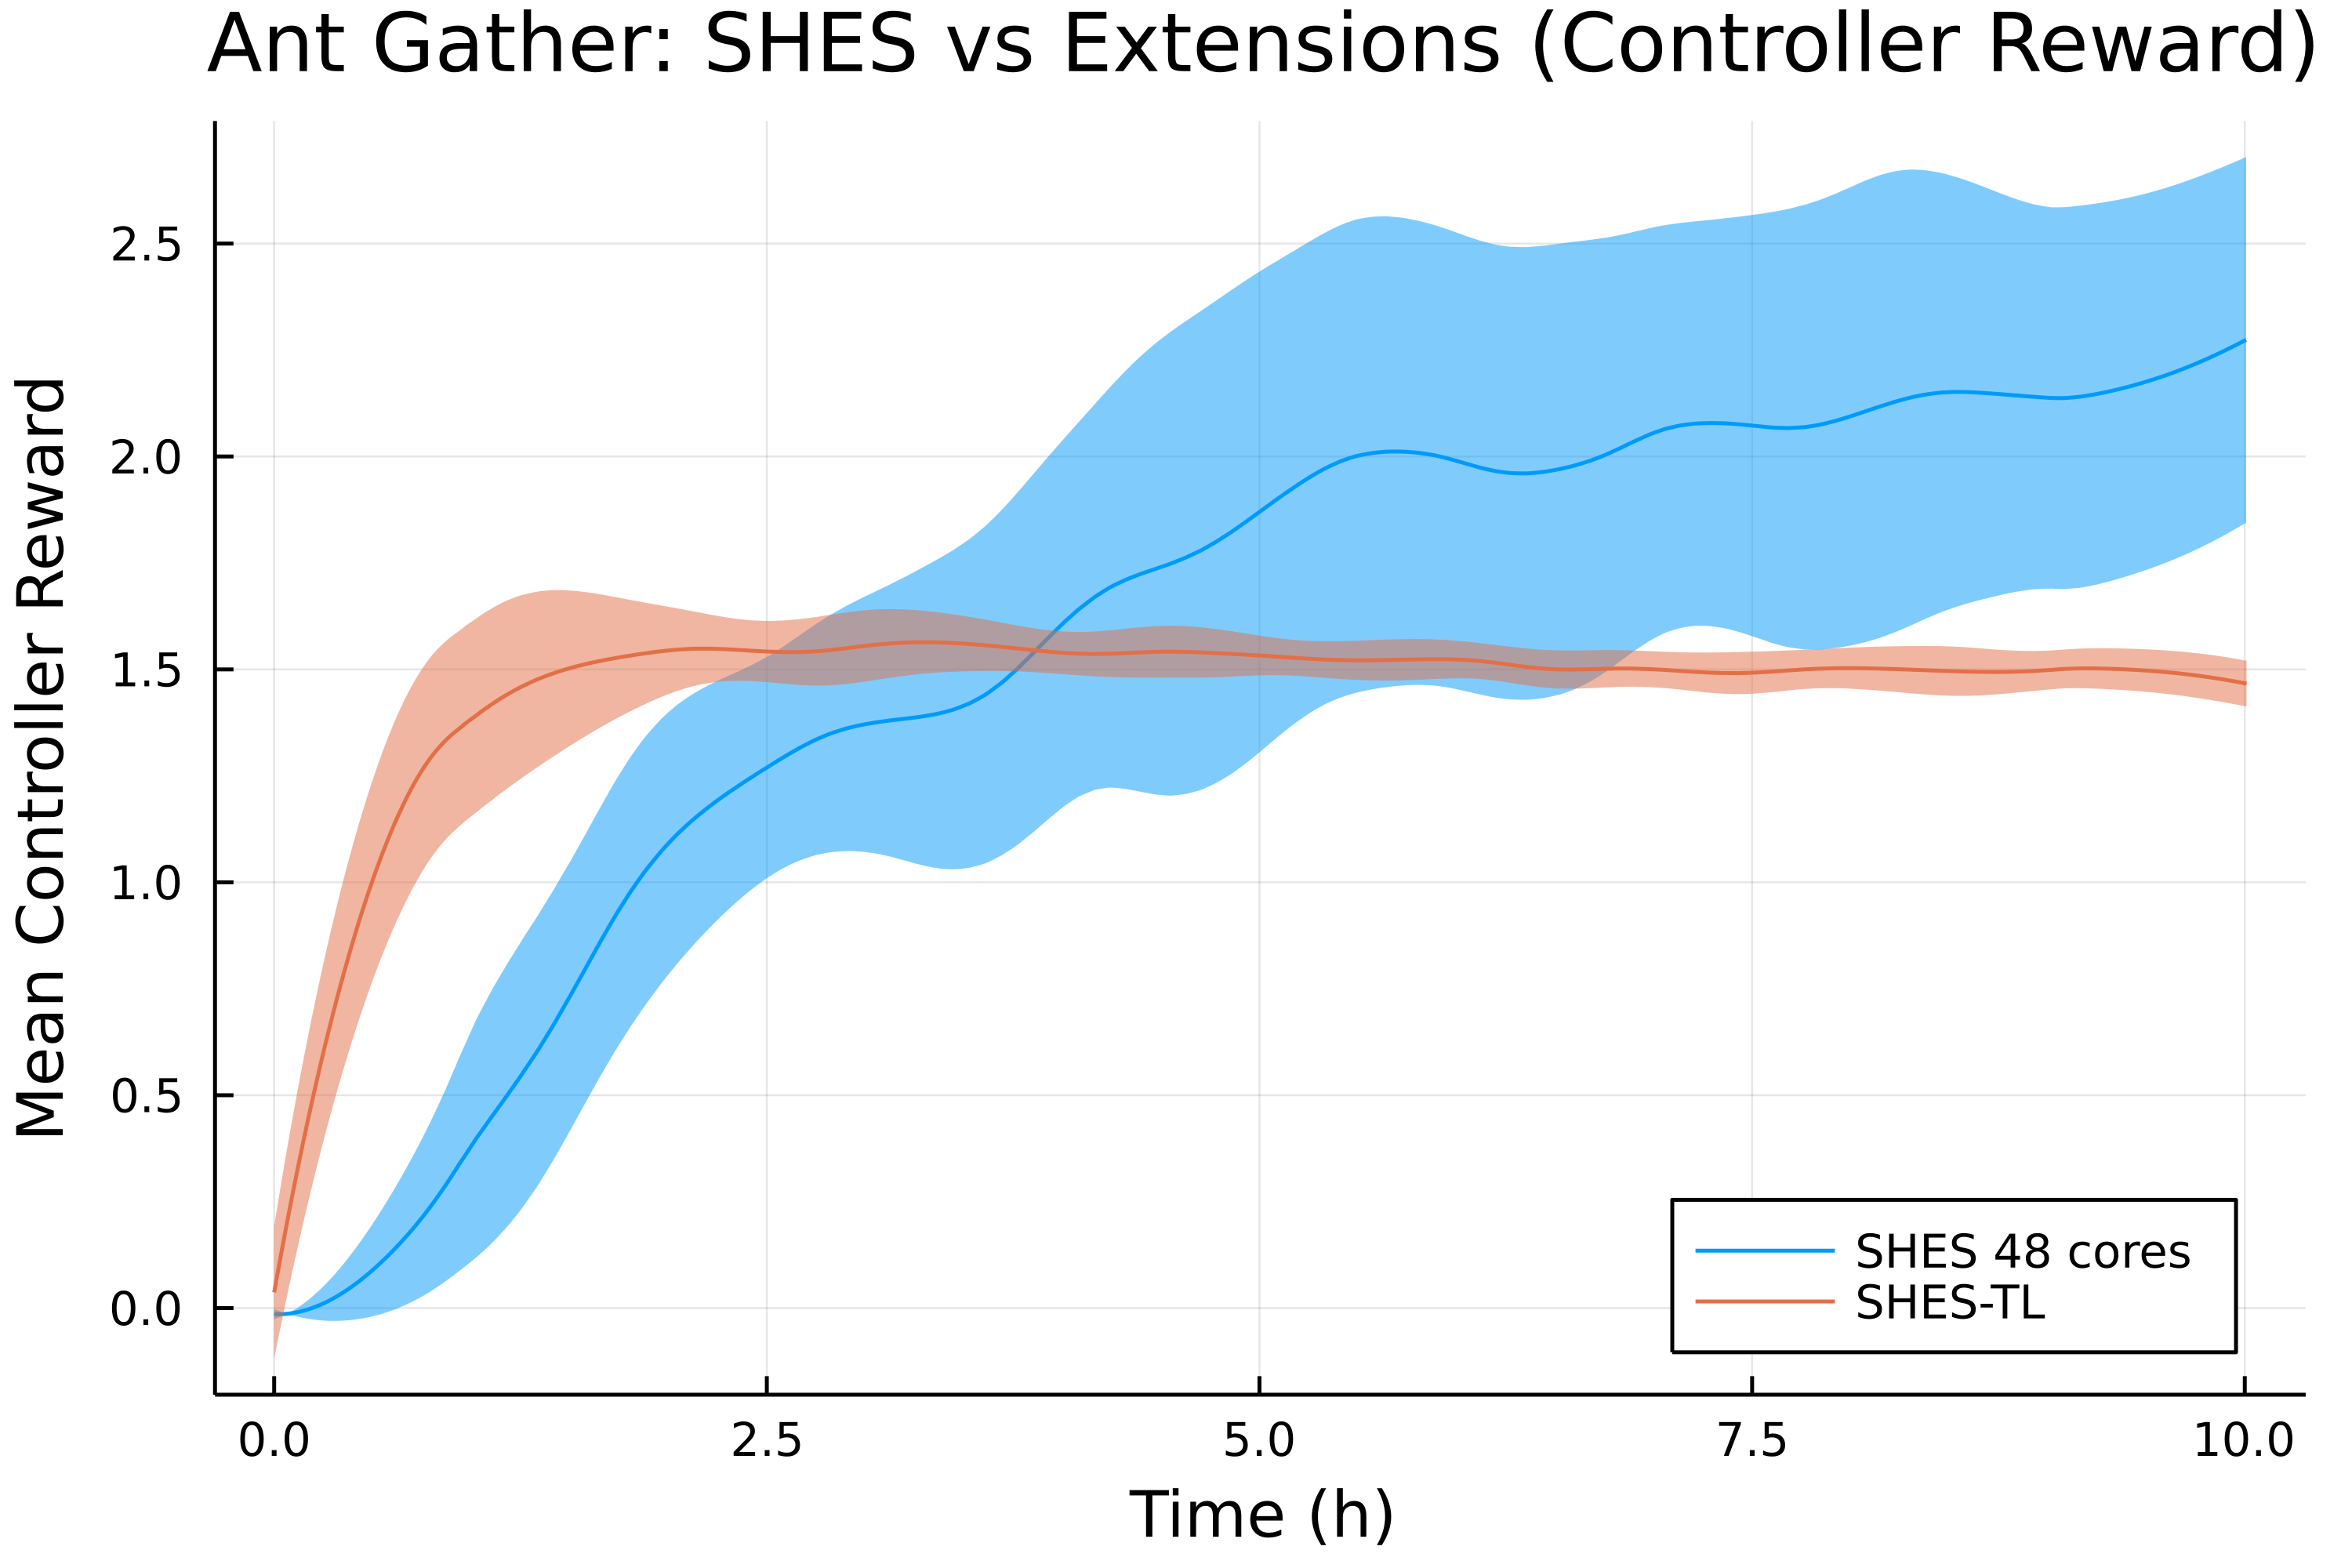 Ant Gather: SHES vs Extensions (Controller Reward)
Mean Controller Reward
2.5
2.0
1.5
1.0
0.5
0.0
SHES 48 cores
SHES-TL
0.0 2.5 5.0 7.5 10.0
Time (h)